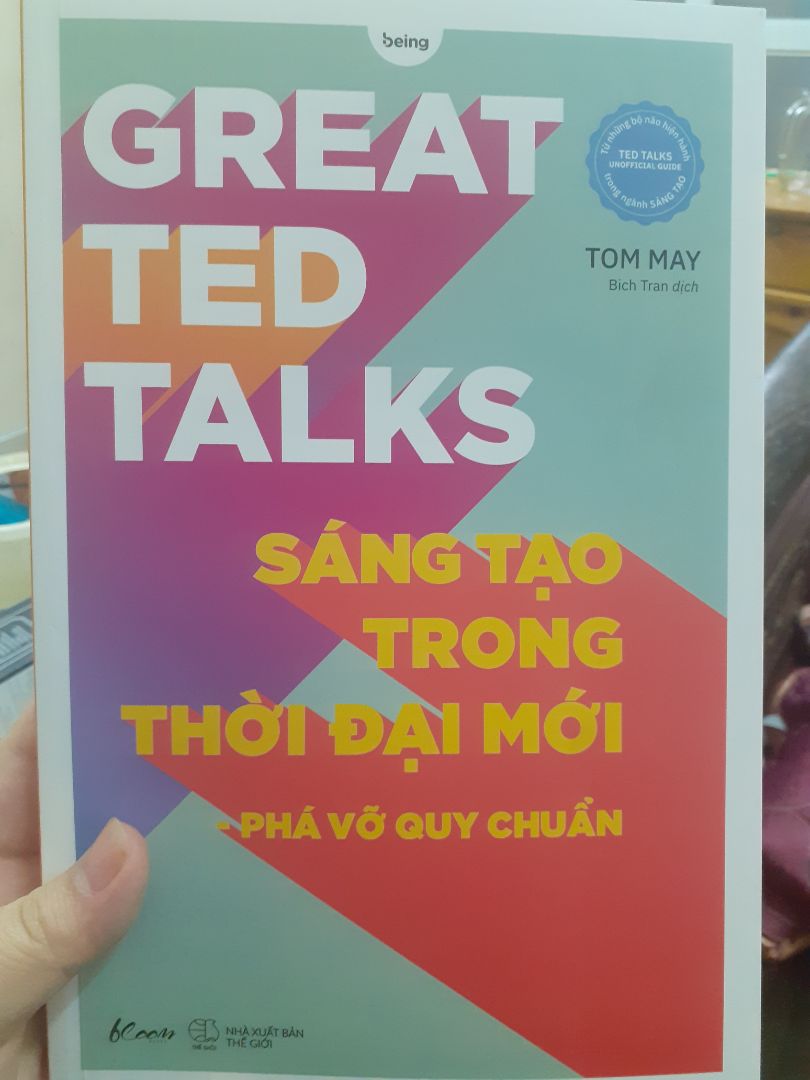 being
GREAT
TED
TALKS
Từ những bộ não hiện hành
TED TALKS
UNOFFICIAL GUIDE
trong ngành SÁNG TẠO
TOM MAY
Bich Tran dịch
SÁNG TẠO
TRONG
THỜI ĐẠI MỚI
- PHÁ VỠ QUY CHUẨN
bloom
THẾ GIỚI
NHÀ XUẤT BẢN
THẾ GIỚI